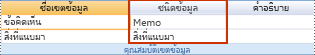 ชื่อเขตข้อมูล ชนิดข้อมูล คำอธิบาย
ข้อคิดเห็น Memo
สิ่งที่แนบมา สิ่งที่แนบมา
คุณสมบัติเขตข้อมูล